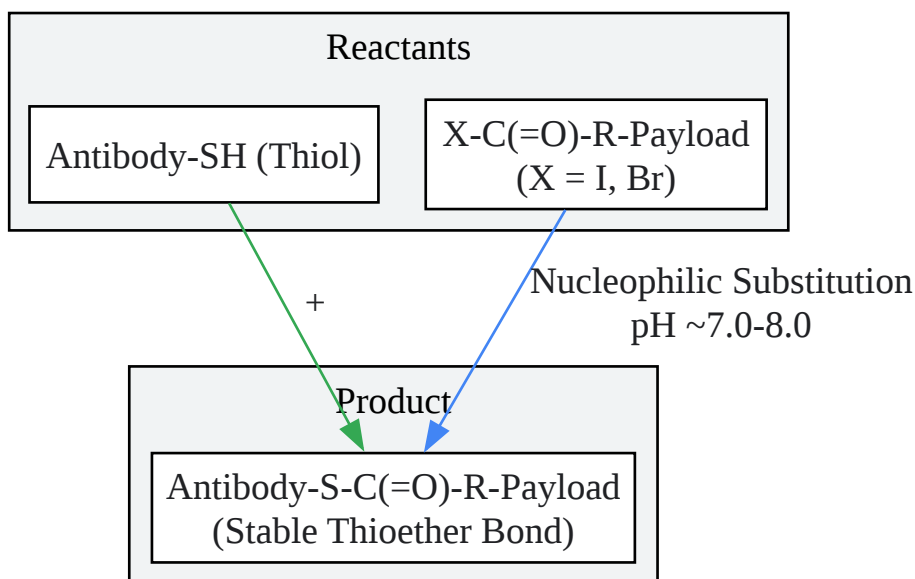 Reactants
Antibody-SH (Thiol)
X-C(=O)-R-Payload
(X = I, Br)
+
Nucleophilic Substitution
pH ~7.0-8.0
Product
Antibody-S-C(=O)-R-Payload
(Stable Thioether Bond)